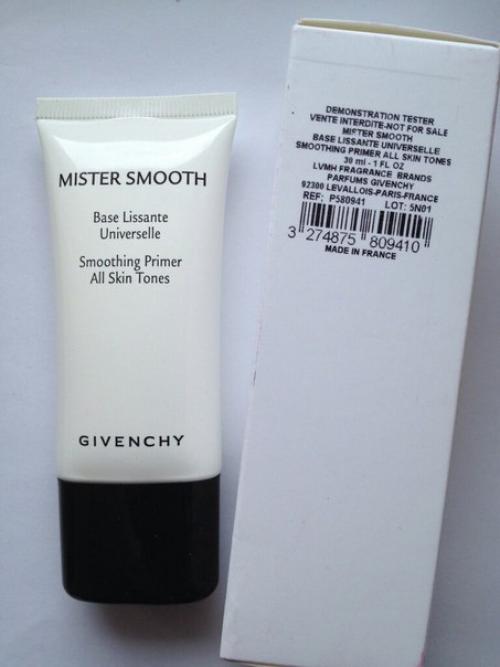 MISTER SMOOTH
Base Lissante
Universelle
Smoothing Primer
All Skin Tones
GIVENCHY
DEMONSTRATION TESTER
VENTE INTERDITE-NOT FOR SALE
MISTER SMOOTH
BASE LISSANTE UNIVERSELLE
SMOOTHING PRIMER ALL SKIN TONES
30 ml - 1 FL OZ
LVMH FRAGRANCE BRANDS
PARFUMS GIVENCHY
92300 LEVALLOIS-PARIS-FRANCE
REF; P580941 LOT: 5N01
3 274875 809410
MADE IN FRANCE